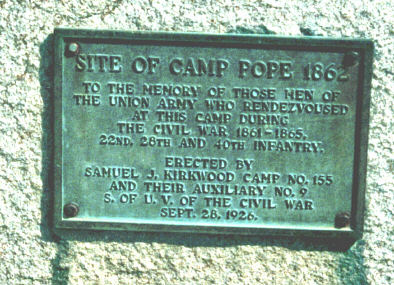 SITE OF CAMP POPE 1862
TO THE MEMORY OF THOSE MEN OF
THE UNION ARMY WHO RENDEZVOUSED
AT THIS CAMP DURING
THE CIVIL WAR 1861-1865.
22ND, 28TH AND 40TH INFANTRY.
ERECTED BY
SAMUEL J. KIRKWOOD CAMP NO. 155
AND THEIR AUXILIARY NO. 9
S. OF U. V. OF THE CIVIL WAR
SEPT. 28, 1926.